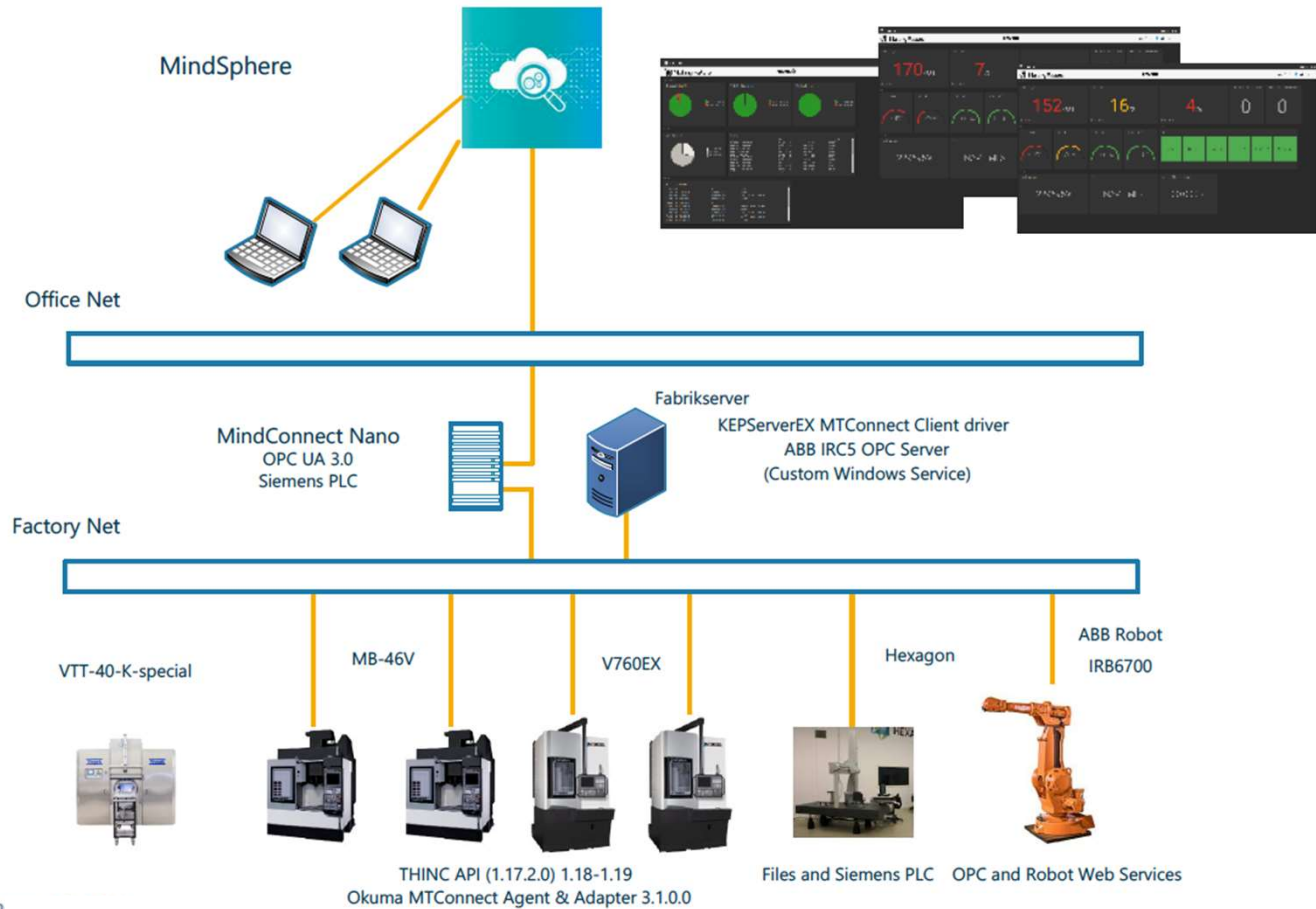 MindSphere
170
7
152
16
4
0
0
Office Net
Fabrikserver
MindConnect Nano
OPC UA 3.0
Siemens PLC
KEPServerEX MTConnect Client driver
ABB IRC5 OPC Server
(Custom Windows Service)
Factory Net
VTT-40-K-special
MB-46V
V760EX
Hexagon
ABB Robot
IRB6700
THINC API (1.17.2.0) 1.18-1.19
Okuma MTConnect Agent & Adapter 3.1.0.0
Files and Siemens PLC
OPC and Robot Web Services